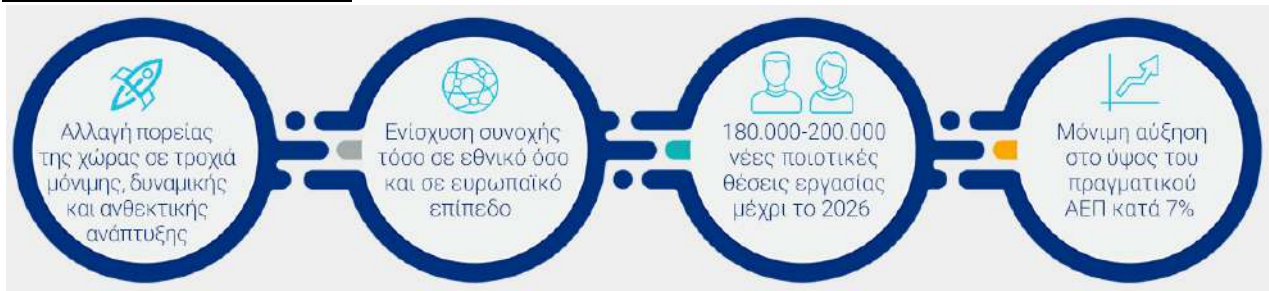 Αλλαγή πορείας
της χώρας σε τροχιά
μόνιμης, δυναμικής
και ανθεκτικής
ανάπτυξης
Ενίσχυση συνοχής
τόσο σε εθνικό όσο
και σε ευρωπαϊκό
επίπεδο
180.000-200.000
νέες ποιοτικές
θέσεις εργασίας
μέχρι το 2026
Μόνιμη αύξηση
στο ύψος του
πραγματικού
ΑΕΠ κατά 7%